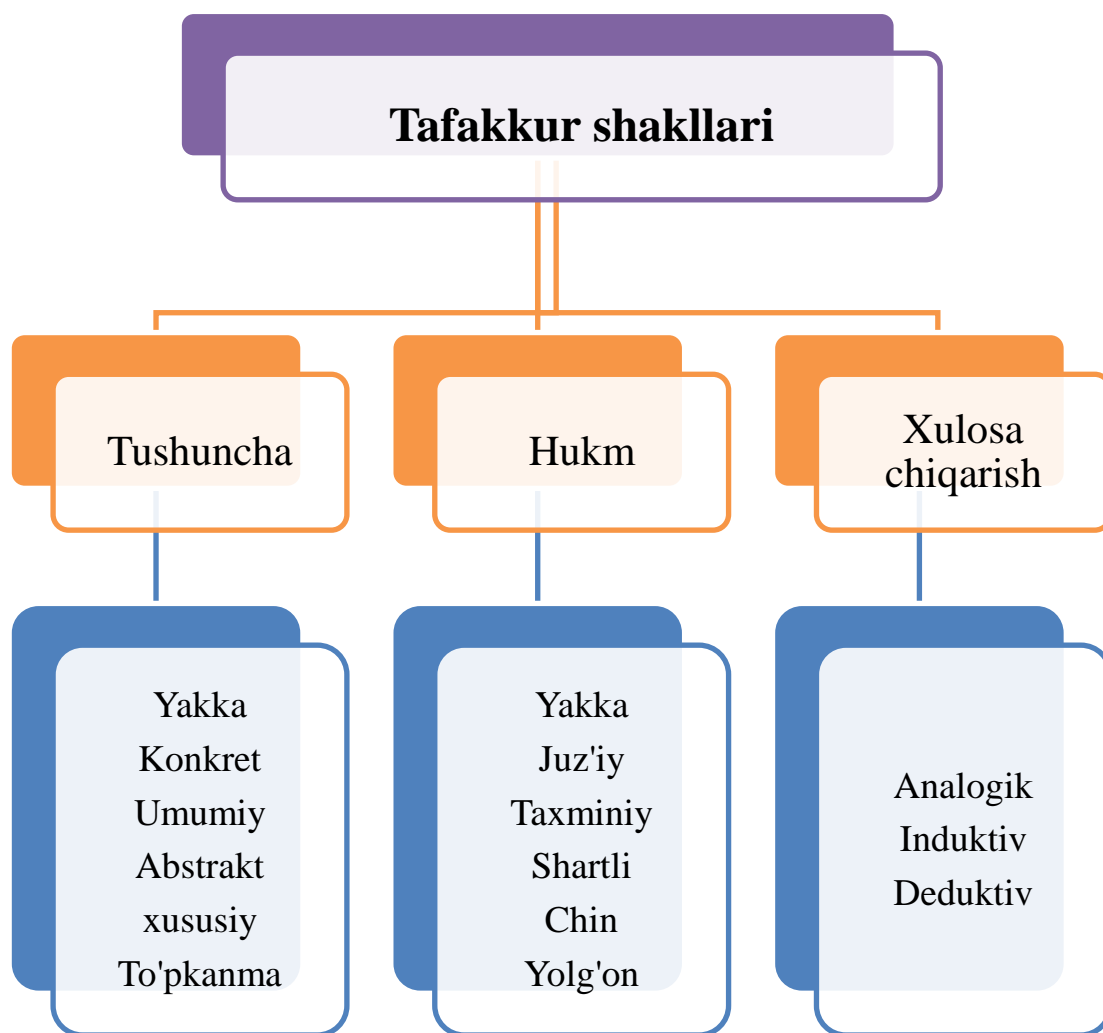 Tafakkur shakllari
Tushuncha
Hukm
Xulosa
chiqarish
Yakka
Konkret
Umumiy
Abstrakt
xususiy
To'pkanma
Yakka
Juz'iy
Taxminiy
Shartli
Chin
Yolg'on
Analogik
Induktiv
Deduktiv